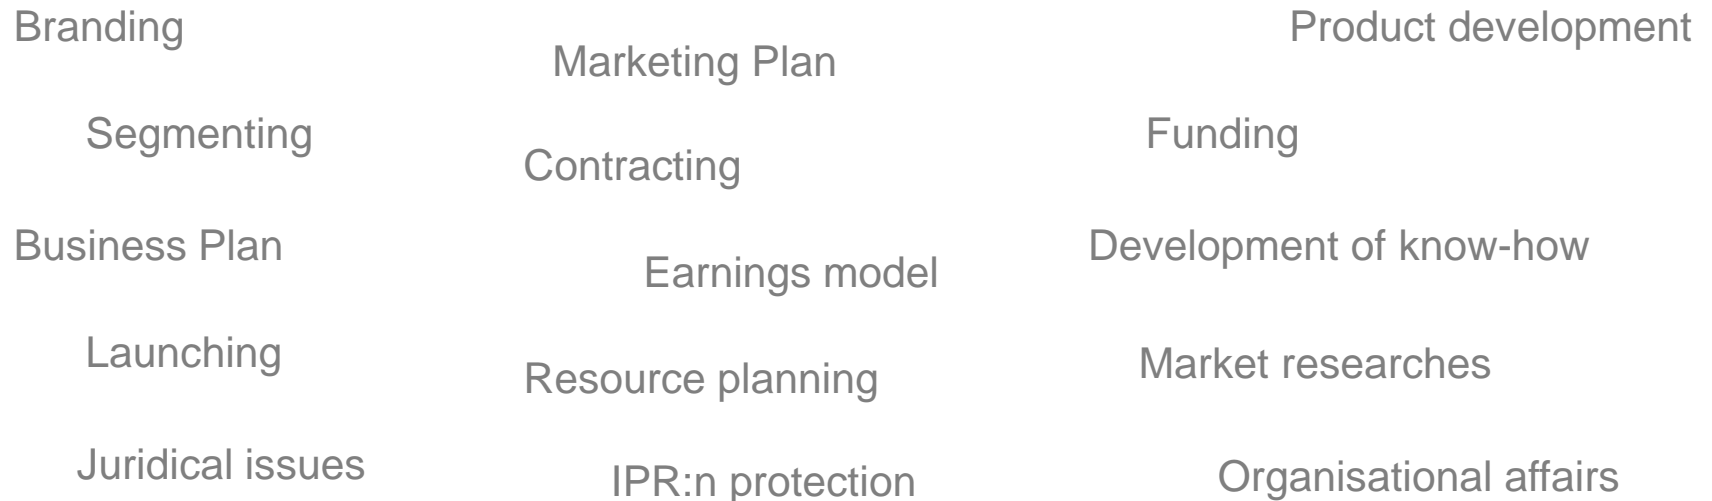 Branding
Marketing Plan
Product development
Segmenting
Contracting
Funding
Business Plan
Earnings model
Development of know-how
Launching
Resource planning
Market researches
Juridical issues
IPR:n protection
Organisational affairs